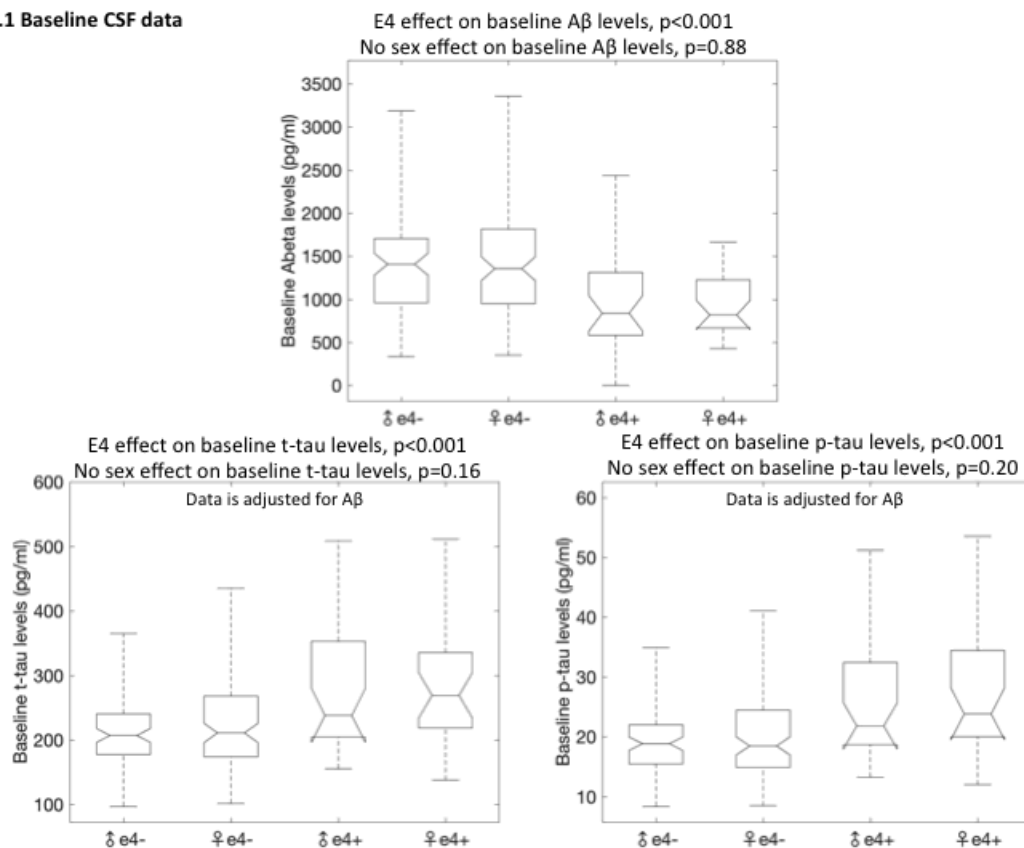 .1 Baseline CSF data
E4 effect on baseline Aβ levels, p<0.001
No sex effect on baseline Aβ levels, p=0.88
Baseline Abeta levels (pg/ml)
3500
3000
2500
2000
1500
1000
500
0
♂e4- ♀e4- ♂e4+ ♀e4+
E4 effect on baseline t-tau levels, p<0.001
No sex effect on baseline t-tau levels, p=0.16
Data is adjusted for Aβ
Baseline t-tau levels (pg/ml)
600
500
400
300
200
100
♂e4- ♀e4- ♂e4+ ♀e4+
E4 effect on baseline p-tau levels, p<0.001
No sex effect on baseline p-tau levels, p=0.20
Data is adjusted for Aβ
Baseline p-tau levels (pg/ml)
60
50
40
30
20
10
♂e4- ♀e4- ♂e4+ ♀e4+